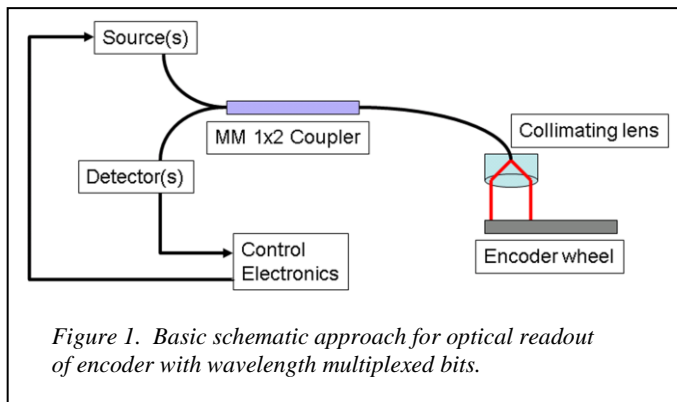 Source(s)
MM 1x2 Coupler
Collimating lens
Detector(s)
Control
Electronics
Encoder wheel
Figure 1. Basic schematic approach for optical readout
of encoder with wavelength multiplexed bits.